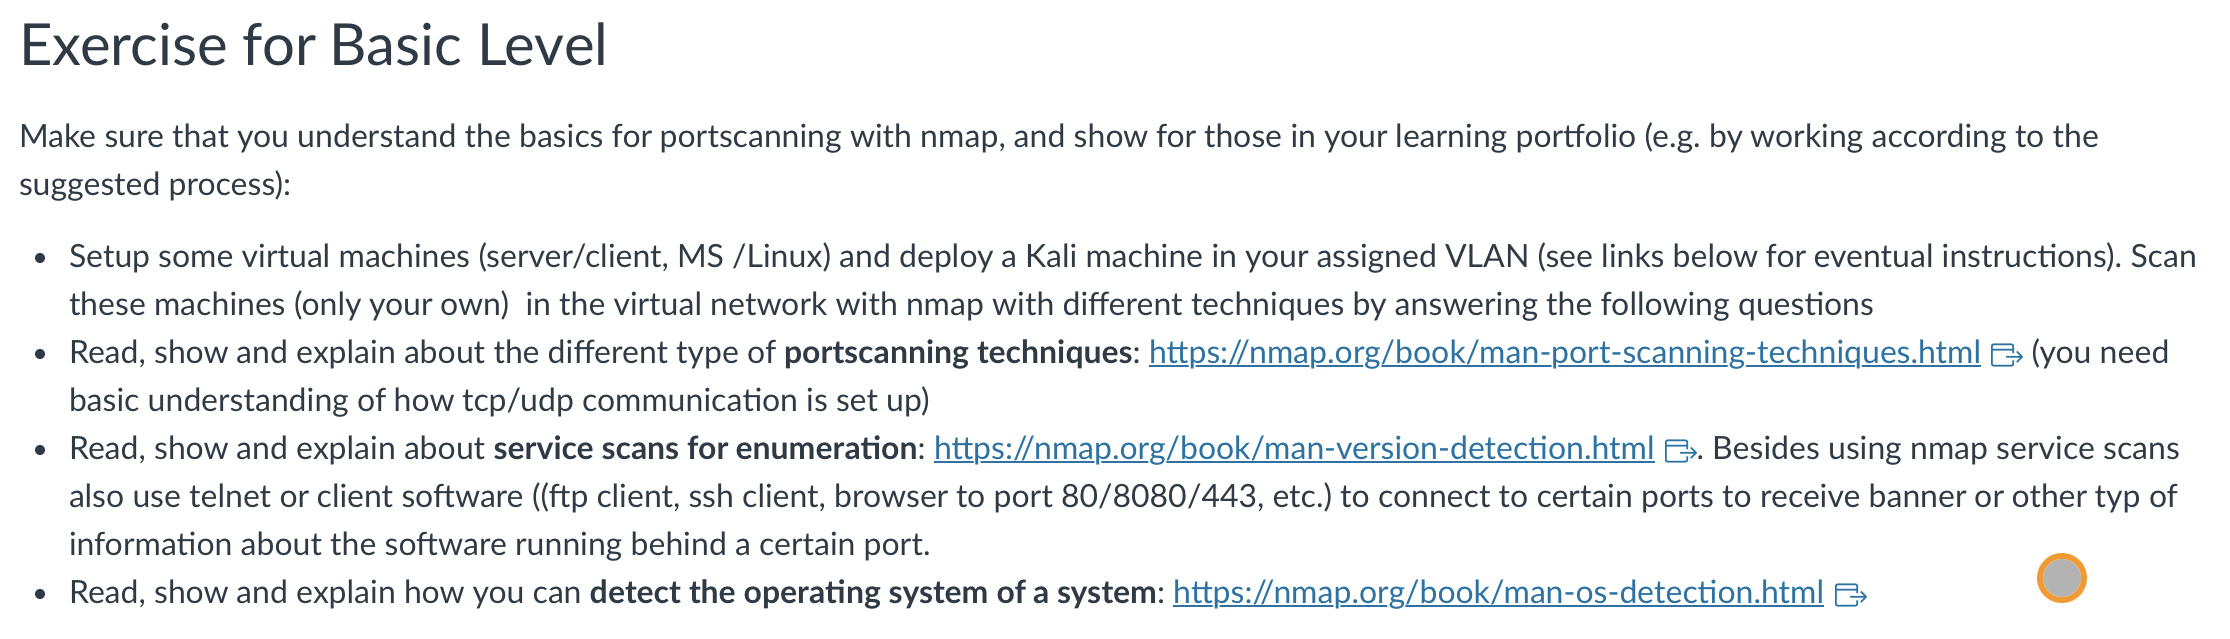 Exercise for Basic Level
Make sure that you understand the basics for portscanning with nmap, and show for those in your learning portfolio (e.g. by working according to the
suggested process):
• Setup some virtual machines (server/client, MS /Linux) and deploy a Kali machine in your assigned VLAN (see links below for eventual instructions). Scan
these machines (only your own)  in the virtual network with nmap with different techniques by answering the following questions
• Read, show and explain about the different type of portscanning techniques: https://nmap.org/book/man-port-scanning-techniques.html (you need
basic understanding of how tcp/udp communication is set up)
• Read, show and explain about service scans for enumeration: https://nmap.org/book/man-version-detection.html. Besides using nmap service scans
also use telnet or client software ((ftp client, ssh client, browser to port 80/8080/443, etc.) to connect to certain ports to receive banner or other typ of
information about the software running behind a certain port.
• Read, show and explain how you can detect the operating system of a system: https://nmap.org/book/man-os-detection.html